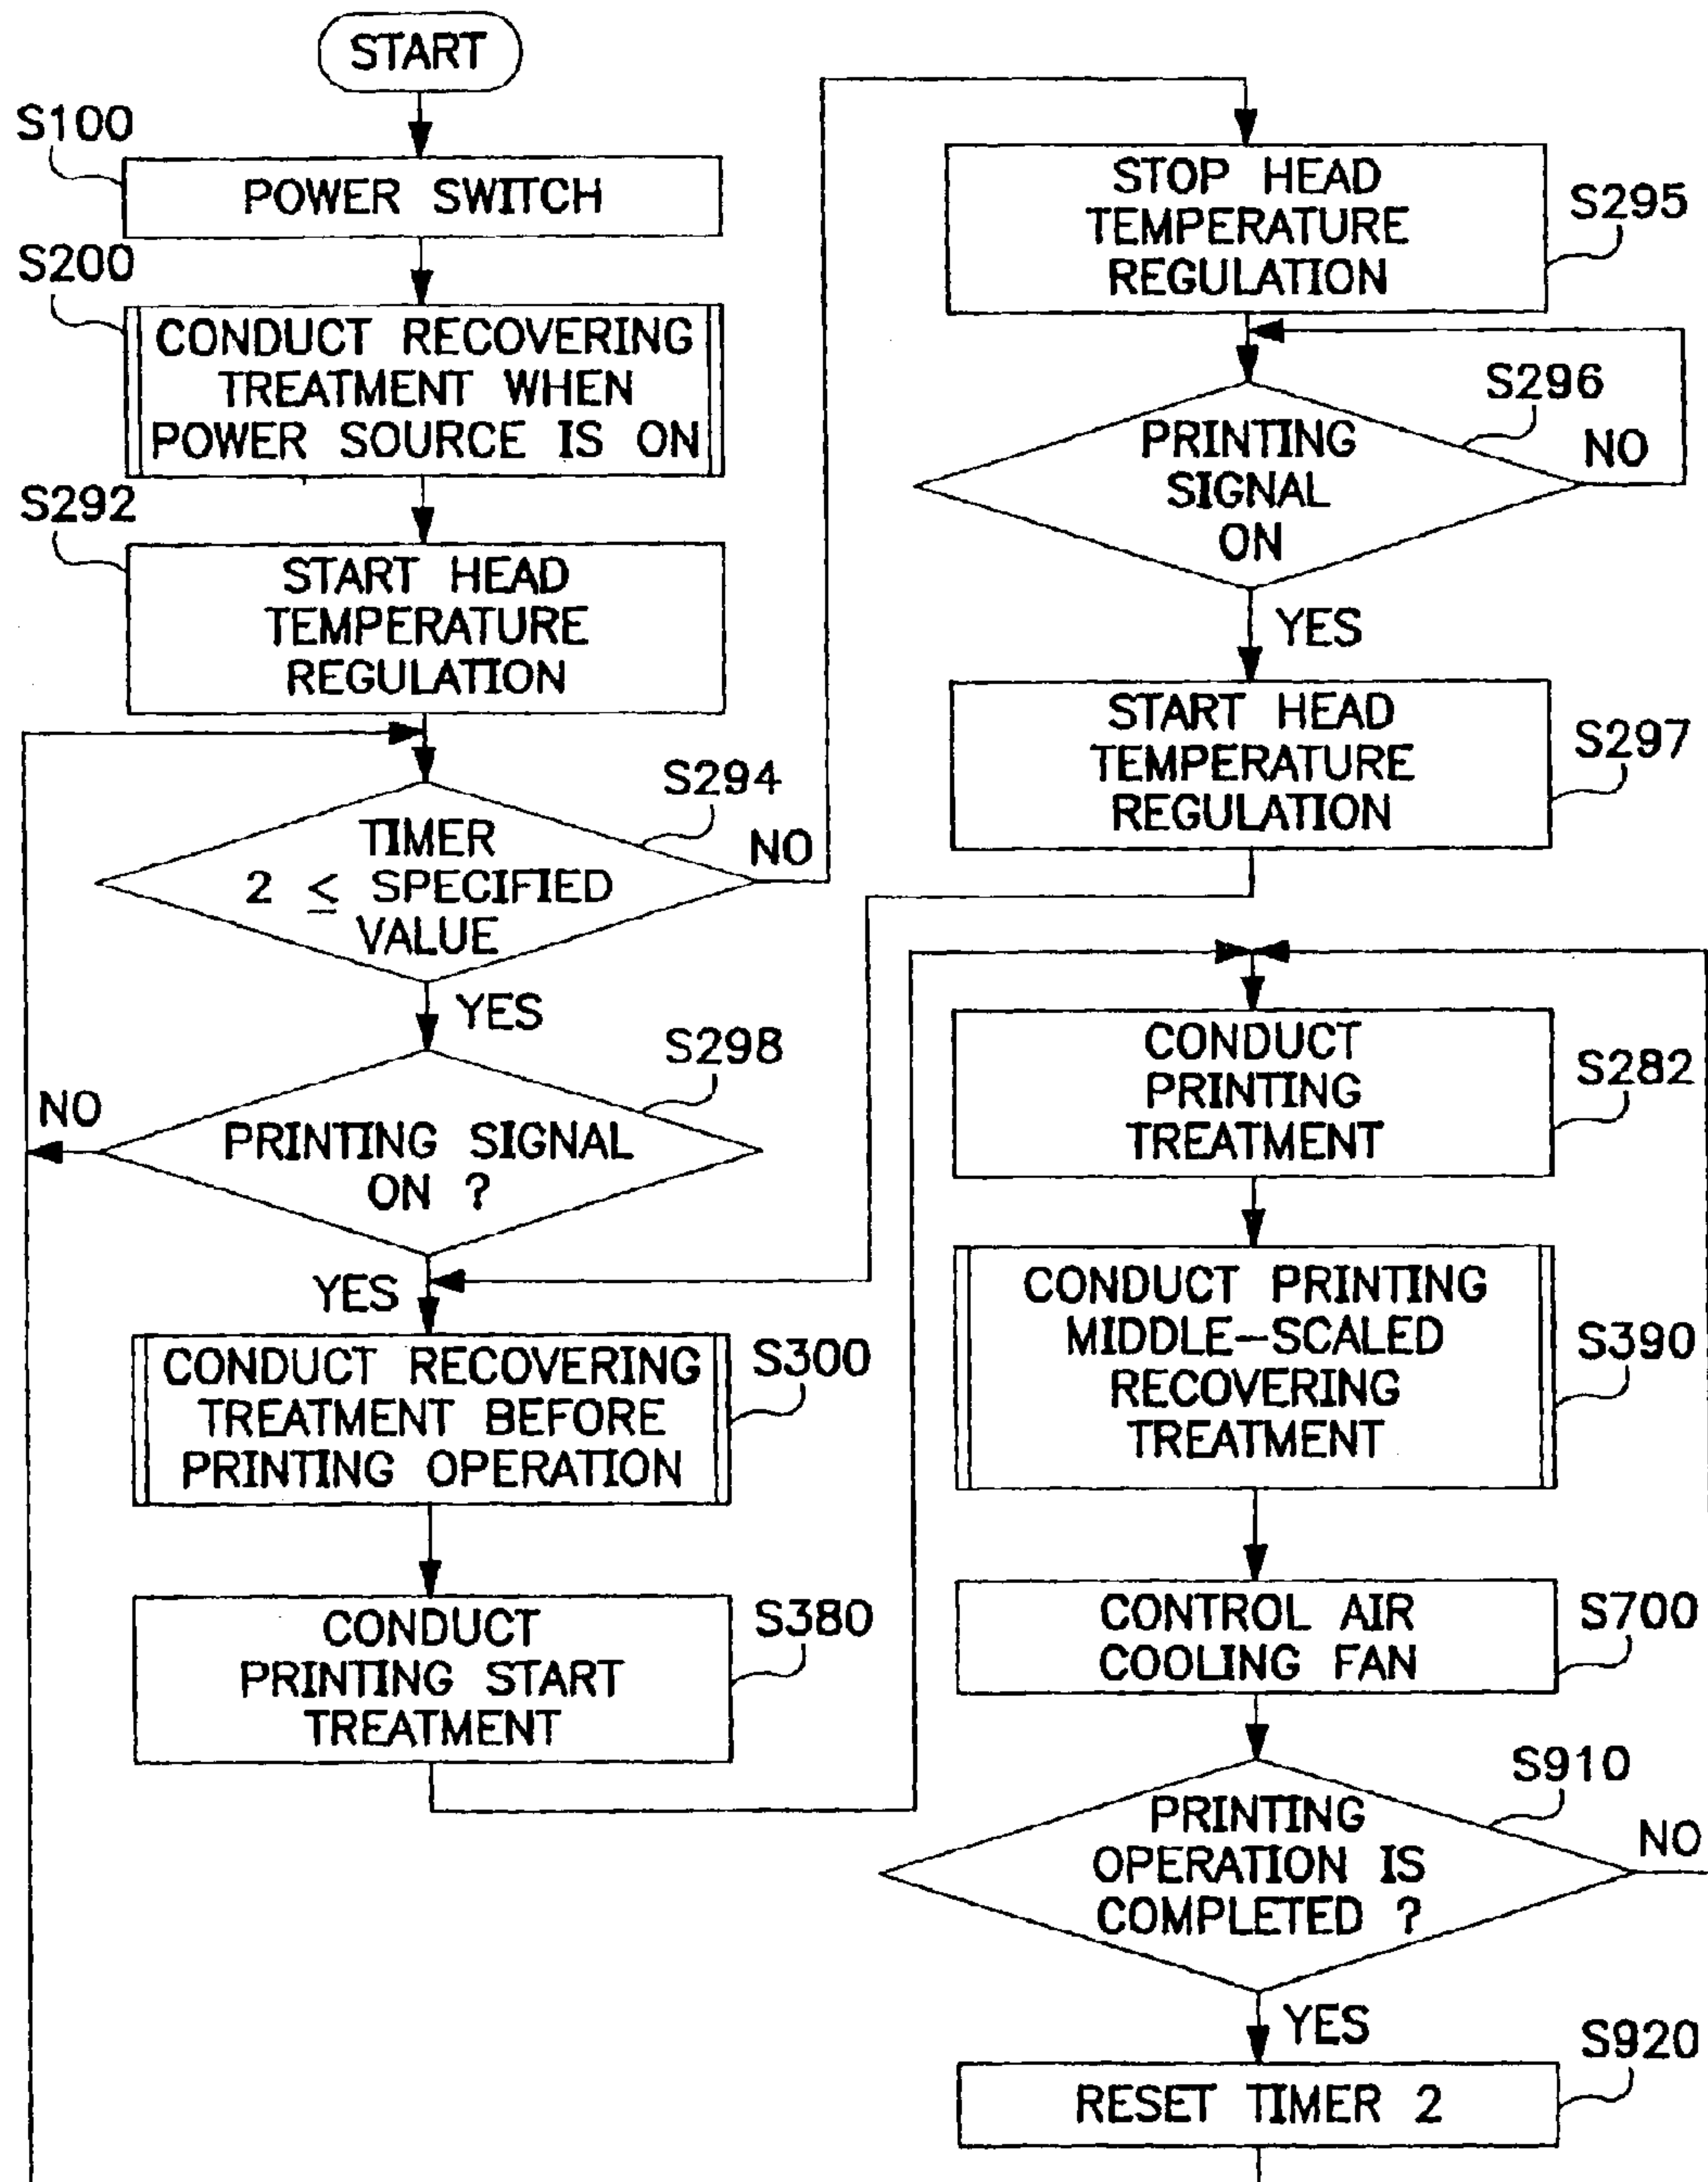 START
S100
POWER SWITCH
S200
CONDUCT RECOVERING
TREATMENT WHEN
POWER SOURCE IS ON
S292
START HEAD
TEMPERATURE
REGULATION
S294
TIMER
2 ≤ SPECIFIED
VALUE
NO
YES
S298
PRINTING SIGNAL
ON ?
NO
YES
S300
CONDUCT RECOVERING
TREATMENT BEFORE
PRINTING OPERATION
S380
CONDUCT
PRINTING START
TREATMENT
STOP HEAD
TEMPERATURE
REGULATION
S295
S296
PRINTING
SIGNAL
ON
NO
YES
START HEAD
TEMPERATURE
REGULATION
S297
CONDUCT
PRINTING
TREATMENT
S282
CONDUCT PRINTING
MIDDLE-SCALED
RECOVERING
TREATMENT
S390
CONTROL AIR
COOLING FAN
S700
S910
PRINTING
OPERATION IS
COMPLETED ?
NO
YES
S920
RESET TIMER 2